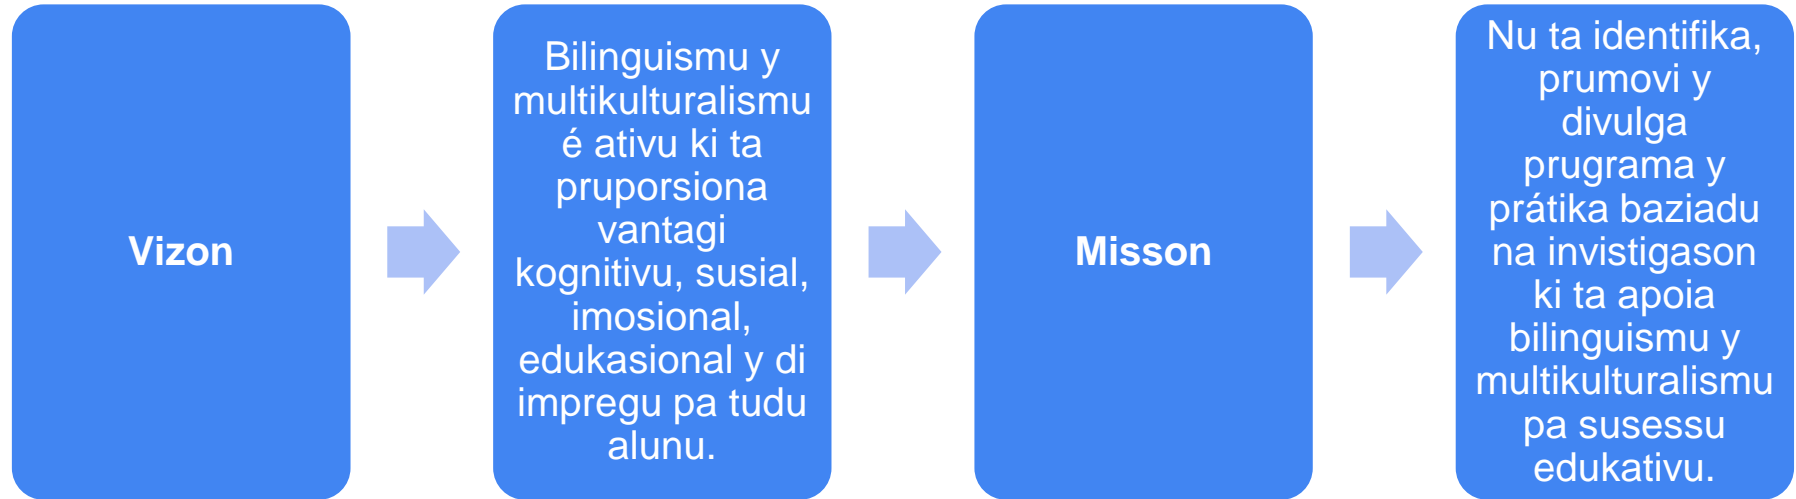 Vizon
Bilinguismu y
multikulturalismu
é ativu ki ta
pruporsiona
vantagi
kognitivu, susial,
imosional,
edukasional y di
impregu pa tudu
alunu.
Misson
Nu ta identifika,
prumovi y
divulga
prugrama y
prátika baziadu
na invistigason
ki ta apoia
bilinguismu y
multikulturalismu
pa susessu
edukativu.